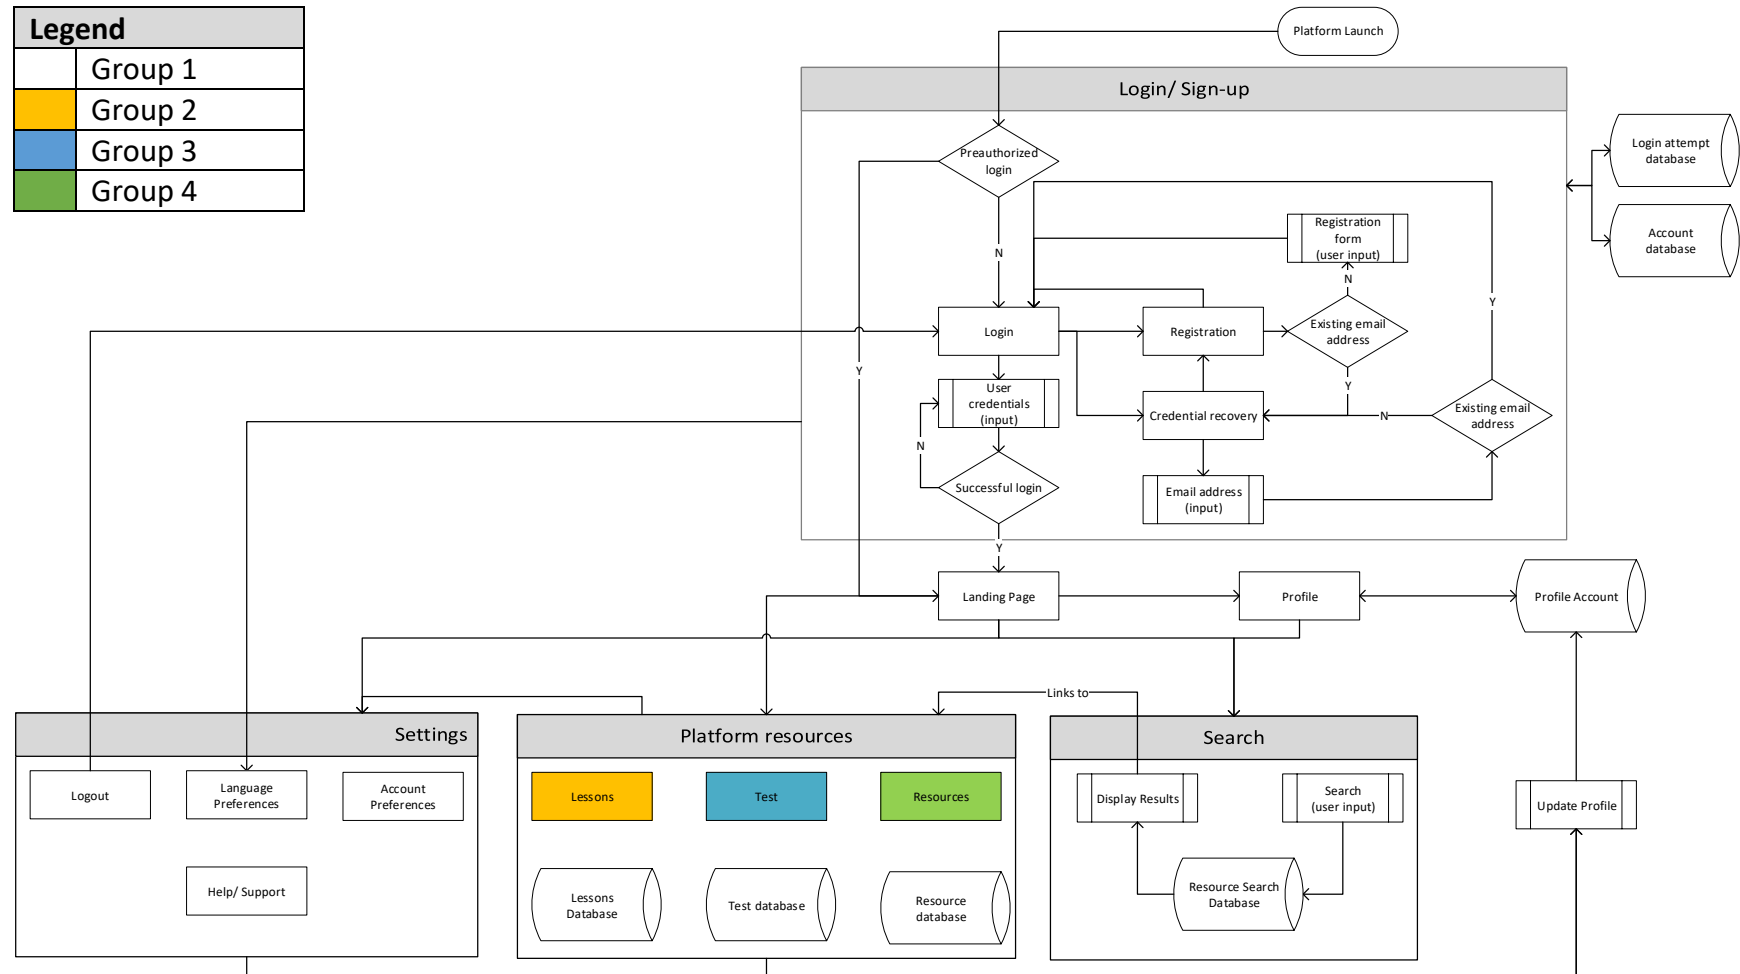 Legend
Group 1
Group 2
Group 3
Group 4
Platform Launch
Login/ Sign-up
Preauthorized
login
Login attempt
database
Account
database
Registration
form
(user input)
N
N
Y
Login
Registration
Existing email
address
Y
Y
User
credentials
(input)
Credential recovery
N
Existing email
address
N
Successful login
Email address
(input)
Y
Landing Page
Profile
Profile Account
Links to
Settings
Platform resources
Search
Logout
Language
Preferences
Account
Preferences
Lessons
Test
Resources
Display Results
Search
(user input)
Update Profile
Help/ Support
Lessons
Database
Test database
Resource
database
Resource Search
Database